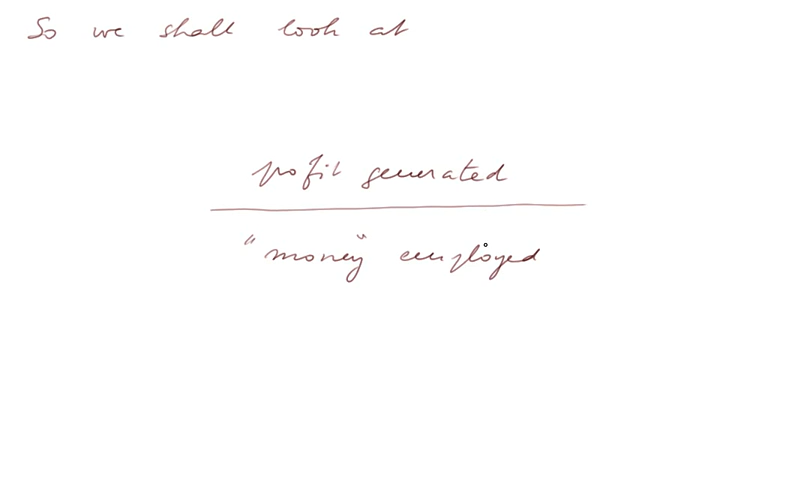 So we shall look at
profit generated
"money" employed